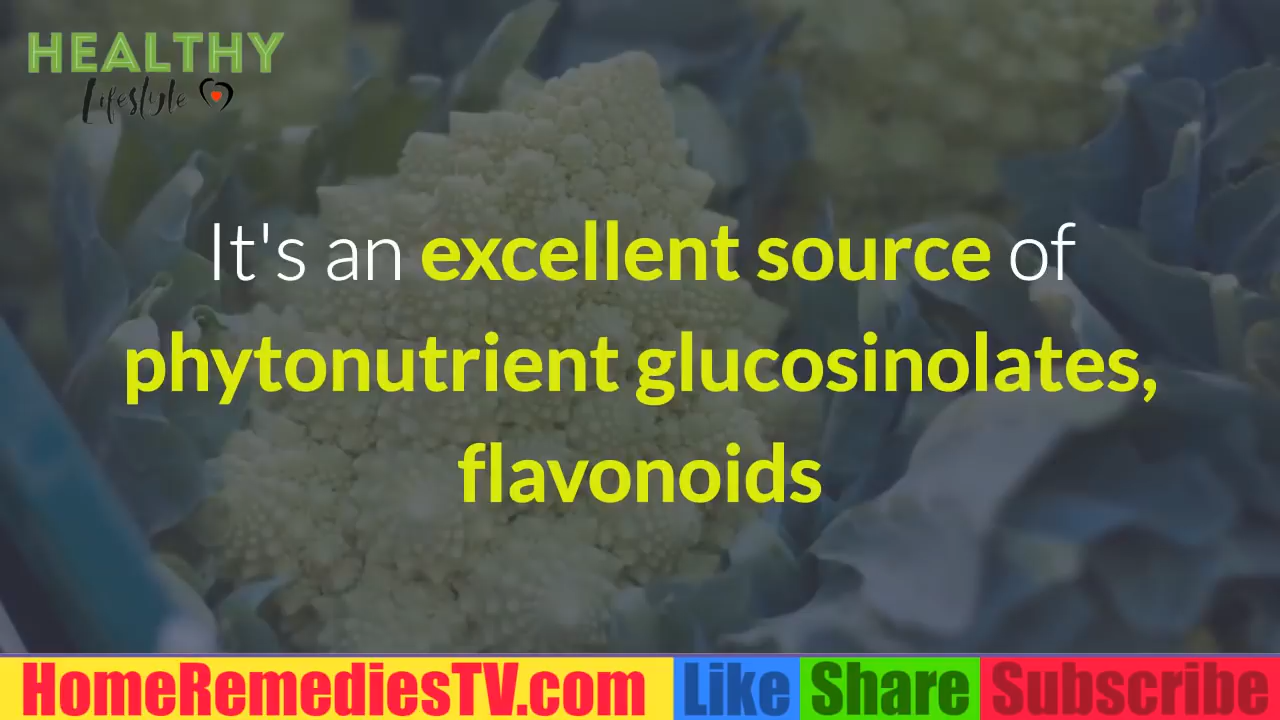 HEALTHY
Lifestyle
It's an excellent source of
phytonutrient glucosinolates,
flavonoids
HomeRemediesTV.com Like Share Subscribe